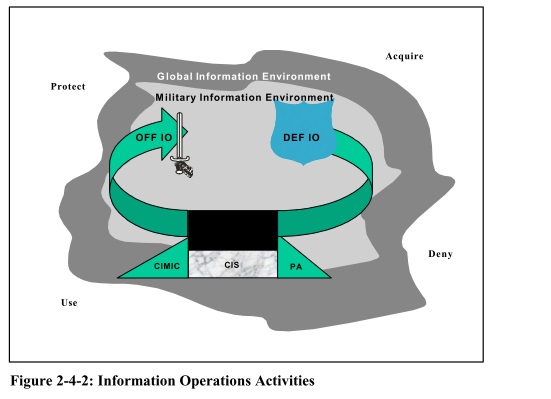 Acquire
Global Information Environment
Protect
Military Information Environment
OFF IO
DEF IO
Deny
CIMIC
CIS
PA
Use
Figure 2-4-2: Information Operations Activities